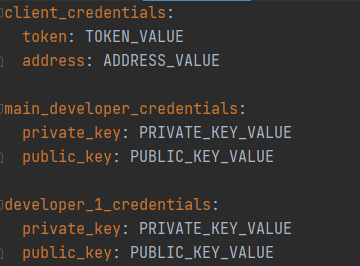 client_credentials:
  token: TOKEN_VALUE
  address: ADDRESS_VALUE

main_developer_credentials:
  private_key: PRIVATE_KEY_VALUE
  public_key: PUBLIC_KEY_VALUE

developer_1_credentials:
  private_key: PRIVATE_KEY_VALUE
  public_key: PUBLIC_KEY_VALUE